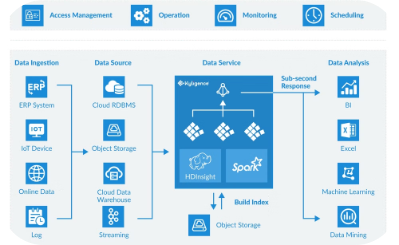 Access Management
Operation
Monitoring
Scheduling
Data Ingestion
Data Source
Data Service
Data Analysis
Sub-second
Response
ERP
ERP System
IOT
IoT Device
Online Data
Log
Cloud RDBMS
Object Storage
Cloud Data
Warehouse
Streaming
Kyligence
HDInsight
Spark
Build Index
Object Storage
BI
Excel
Machine Learning
Data Mining